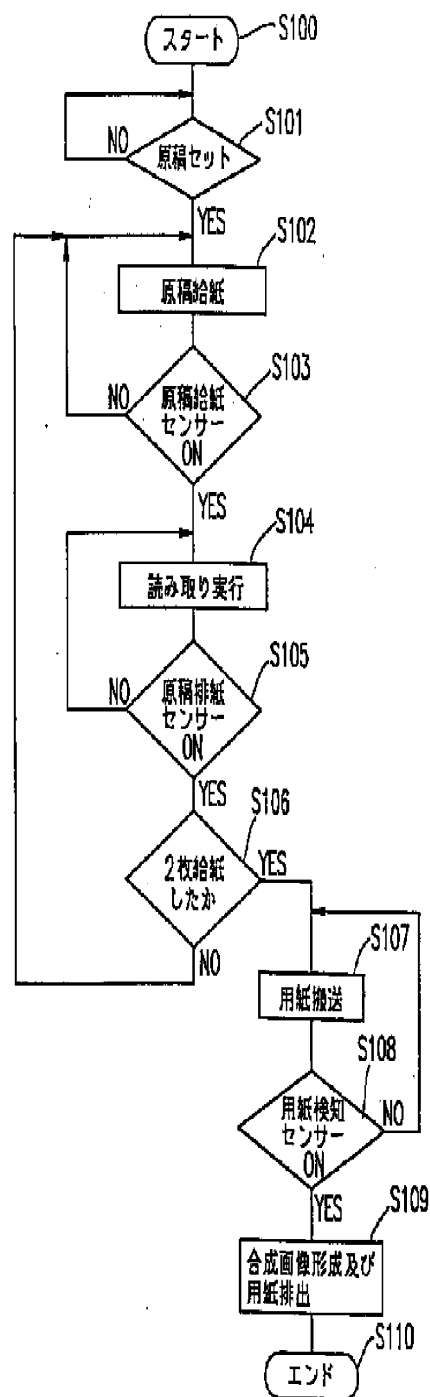 スタート
S100
S101
原稿セット
NO
YES
S102
原稿給紙
S103
NO
原稿給紙
センサー
ON
YES
S104
読み取り実行
S105
NO
原稿排紙
センサー
ON
YES
S106
2枚給紙
したか
YES
NO
S107
用紙搬送
S108
用紙検知
センサー
ON
NO
YES
S109
合成画像形成及び
用紙排出
S110
エンド